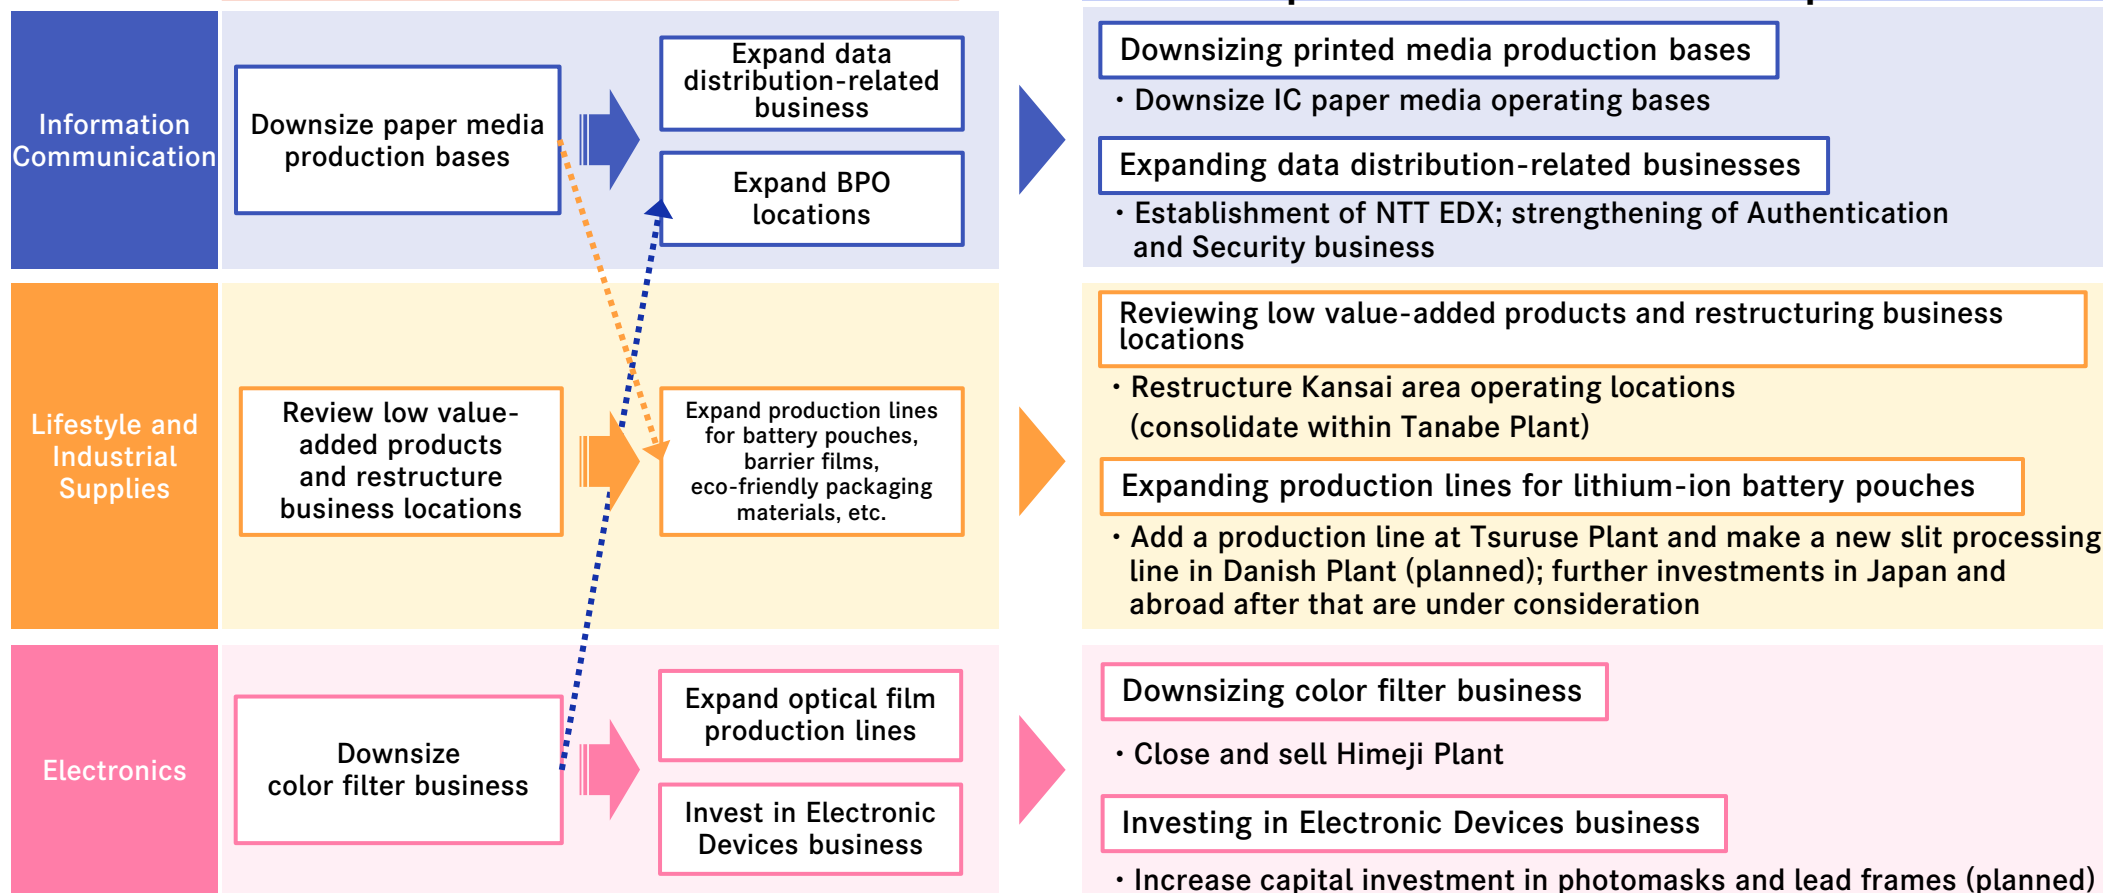 Information
Communication
Downsize paper media
production bases
Expand data
distribution-related
business
Expand BPO
locations
Downsizing printed media production bases
・Downsize IC paper media operating bases
Expanding data distribution-related businesses
・Establishment of NTT EDX; strengthening of Authentication
and Security business
Lifestyle and
Industrial
Supplies
Review low value-
added products
and restructure
business locations
Expand production lines
for battery pouches,
barrier films,
eco-friendly packaging
materials, etc.
Reviewing low value-added products and restructuring business
locations
・Restructure Kansai area operating locations
(consolidate within Tanabe Plant)
Expanding production lines for lithium-ion battery pouches
・Add a production line at Tsuruse Plant and make a new slit processing
line in Danish Plant (planned); further investments in Japan and
abroad after that are under consideration
Electronics
Downsize
color filter business
Expand optical film
production lines
Invest in Electronic
Devices business
Downsizing color filter business
・Close and sell Himeji Plant
Investing in Electronic Devices business
・Increase capital investment in photomasks and lead frames (planned)